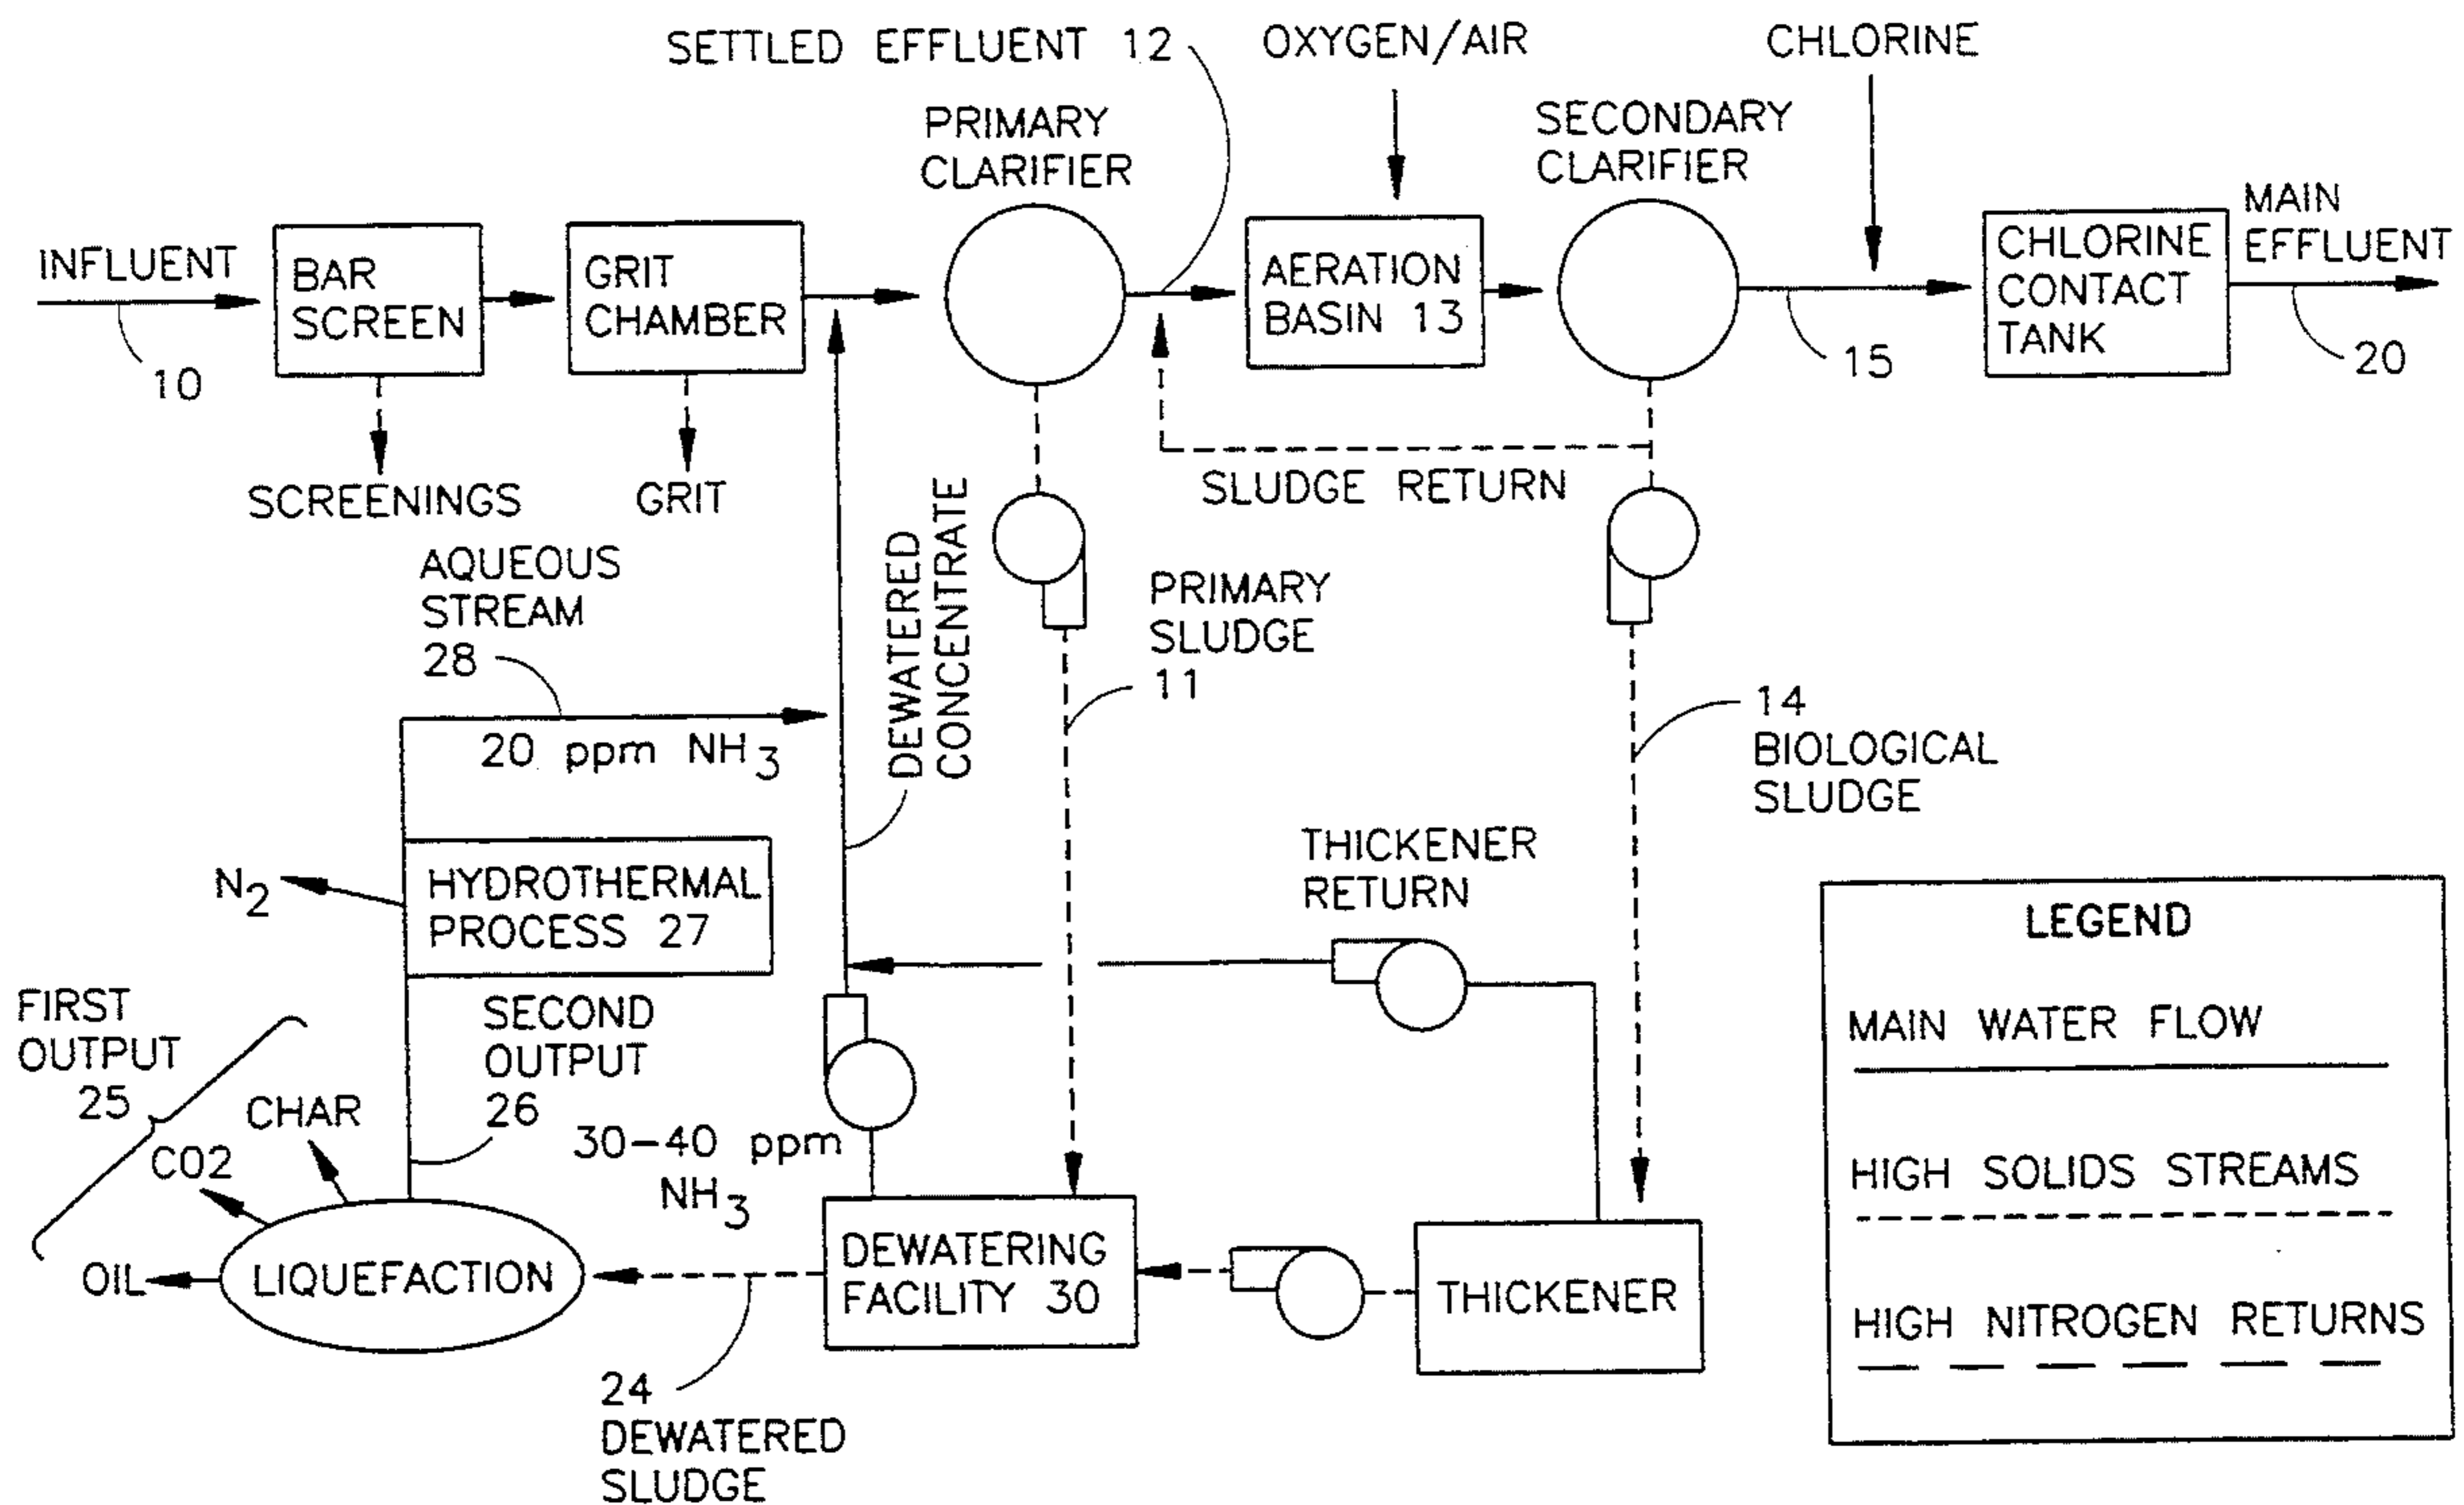 SETTLED EFFLUENT 12
OXYGEN/AIR
CHLORINE
PRIMARY
CLARIFIER
SECONDARY
CLARIFIER
MAIN
EFFLUENT
INFLUENT
10
BAR
SCREEN
GRIT
CHAMBER
AERATION
BASIN 13
15
CHLORINE
CONTACT
TANK
20
SCREENINGS
GRIT
SLUDGE RETURN
AQUEOUS
STREAM
28
DEWATERED
CONCENTRATE
PRIMARY
SLUDGE
11
20 ppm NH3
14
BIOLOGICAL
SLUDGE
N2
HYDROTHERMAL
PROCESS 27
THICKENER
RETURN
FIRST
OUTPUT
25
SECOND
OUTPUT
26
CHAR
CO2
OIL
LIQUEFACTION
30-40 ppm
NH3
DEWATERING
FACILITY 30
THICKENER
24
DEWATERED
SLUDGE
LEGEND
MAIN WATER FLOW
HIGH SOLIDS STREAMS
HIGH NITROGEN RETURNS